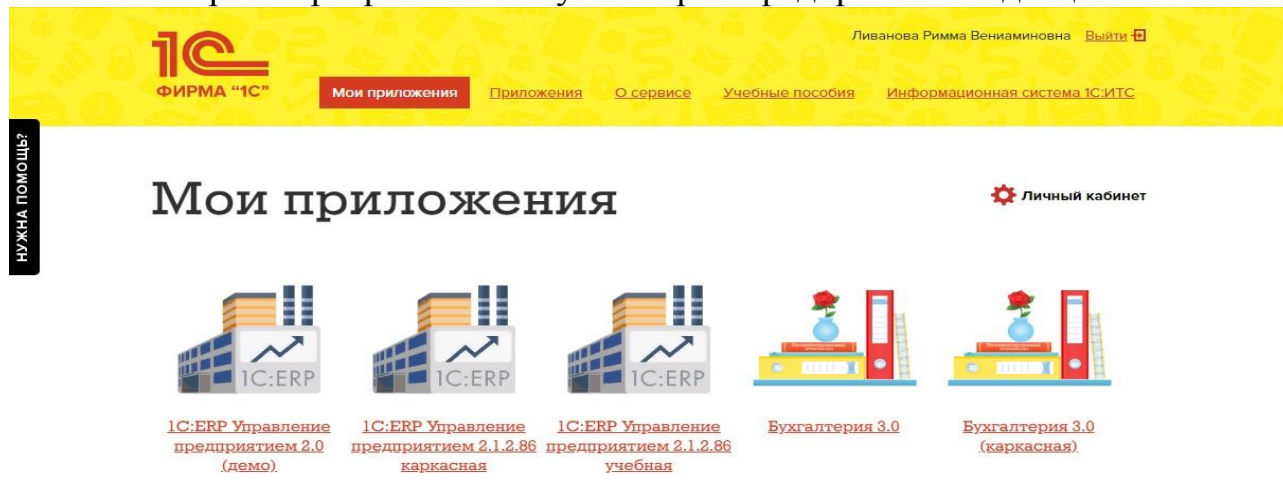 1С
Ливанова Римма Вениаминовна Выйти
ФИРМА “1С”
Мои приложения Приложения О сервисе Учебные пособия Информационная система 1С:ИТС
НУЖНА ПОМОЩЬ?
Мои приложения
Личный кабинет
1C:ERP 1C:ERP 1C:ERP
1С:ERP Управление предприятием 2.0 (демо)
1С:ERP Управление предприятием 2.1.2.86 каркасная
1С:ERP Управление предприятием 2.1.2.86 учебная
Бухгалтерия 3.0
Бухгалтерия 3.0 (каркасная)